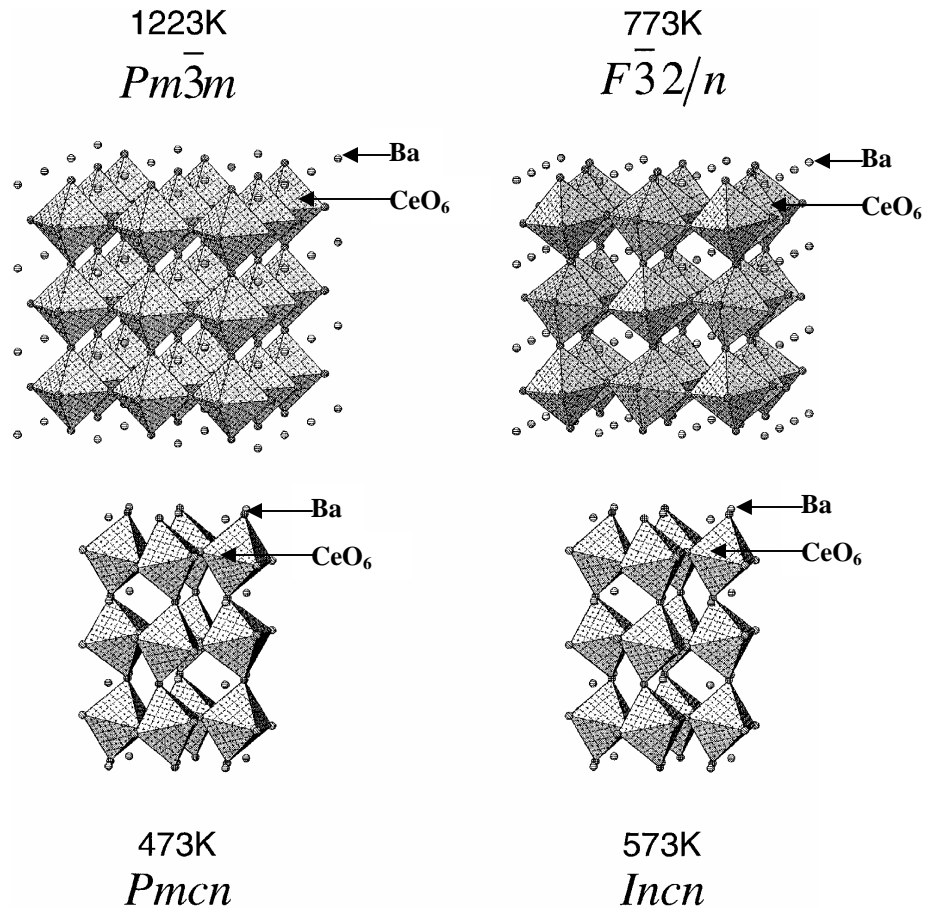 1223K
Pm3̅m
773K
F3̅2/n
Ba
CeO₆
Ba
CeO₆
Ba
CeO₆
Ba
CeO₆
473K
Pmcn
573K
Incn